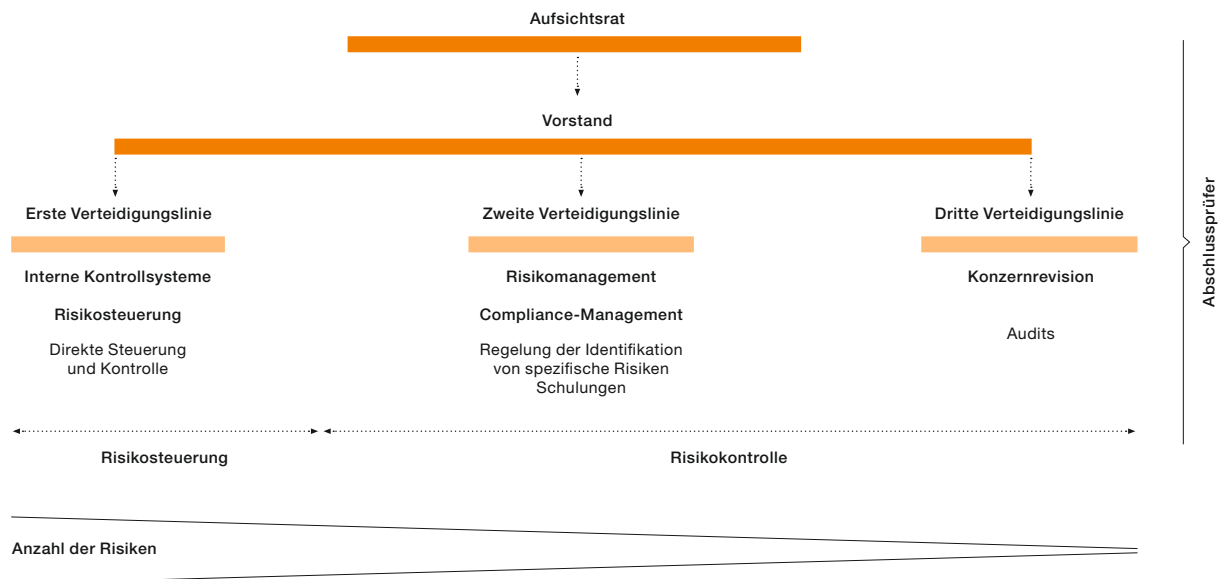 Aufsichtsrat
Vorstand
Erste Verteidigungslinie
Interne Kontrollsysteme
Risikosteuerung
Direkte Steuerung
und Kontrolle
Zweite Verteidigungslinie
Risikomanagement
Compliance-Management
Regelung der Identifikation
von spezifische Risiken
Schulungen
Dritte Verteidigungslinie
Konzernrevision
Audits
Abschlussprüfer
Risikosteuerung
Risikokontrolle
Anzahl der Risiken